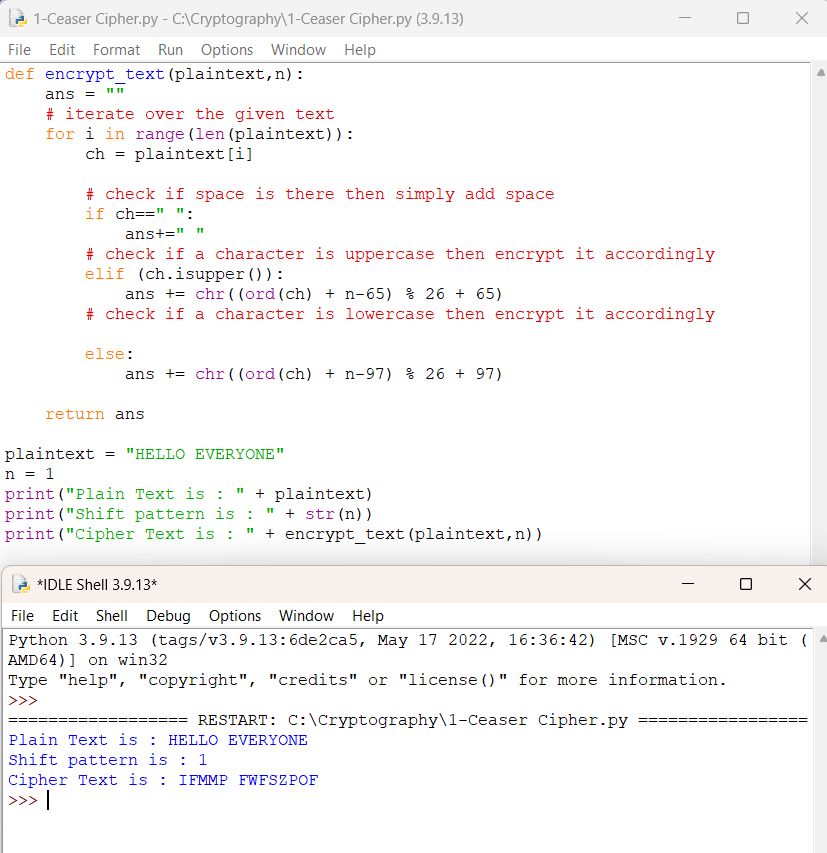 1-Ceaser Cipher.py - C:\Cryptography\1-Ceaser Cipher.py (3.9.13)
File Edit Format Run Options Window Help
def encrypt_text(plaintext,n):
    ans = ""
    # iterate over the given text
    for i in range(len(plaintext)):
        ch = plaintext[i]

        # check if space is there then simply add space
        if ch==" ":
            ans+=" "
        # check if a character is uppercase then encrypt it accordingly
        elif (ch.isupper()):
            ans += chr((ord(ch) + n-65) % 26 + 65)
        # check if a character is lowercase then encrypt it accordingly

        else:
            ans += chr((ord(ch) + n-97) % 26 + 97)

    return ans

plaintext = "HELLO EVERYONE"
n = 1
print("Plain Text is : " + plaintext)
print("Shift pattern is : " + str(n))
print("Cipher Text is : " + encrypt_text(plaintext,n))
*IDLE Shell 3.9.13*
File Edit Shell Debug Options Window Help
Python 3.9.13 (tags/v3.9.13:6de2ca5, May 17 2022, 16:36:42) [MSC v.1929 64 bit (
AMD64)] on win32
Type "help", "copyright", "credits" or "license()" for more information.
>>>
================== RESTART: C:\Cryptography\1-Ceaser Cipher.py =================
Plain Text is : HELLO EVERYONE
Shift pattern is : 1
Cipher Text is : IFMMP FWFSZPOF
>>>